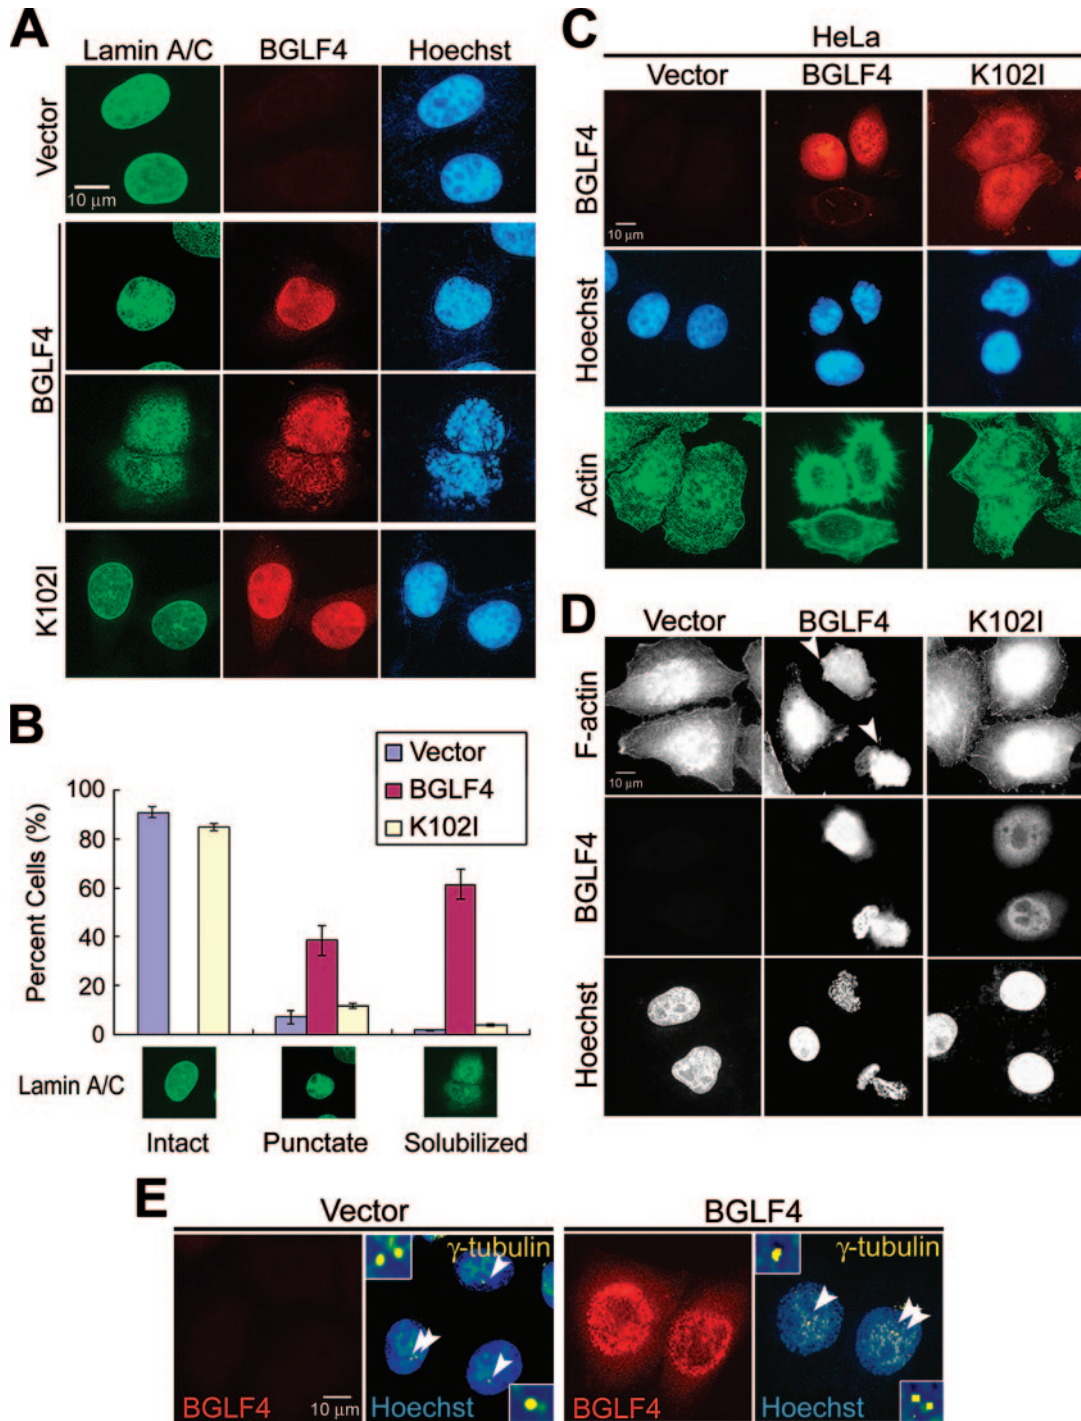 A
Lamin A/C BGLF4 Hoechst
Vector
10 μm
BGLF4
K102I
B
Vector
BGLF4
K102I
Percent Cells (%)
100
80
60
40
20
0
Lamin A/C
Intact Punctate Solubilized
C
HeLa
Vector BGLF4 K102I
BGLF4
10 μm
Hoechst
Actin
D
Vector BGLF4 K102I
F-actin
10 μm
BGLF4
Hoechst
E
Vector BGLF4
γ-tubulin γ-tubulin
BGLF4 10 μm Hoechst BGLF4 Hoechst